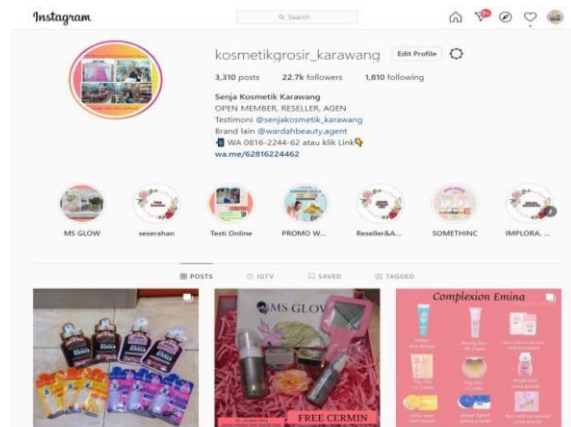 Instagram
Search
kosmetikgrosir_karawang Edit Profile
3,310 posts 22.7k followers 1,810 following
Senja Kosmetik Karawang
OPEN MEMBER, RESELLER, AGEN
Testimoni @senjakosmetik_karawang
Brand lain @wardahbeauty.agent
WA 0816-2244-62 atau klik Link
wa.me/62816224462
MS GLOW seserahan Testi Online PROMO W... Reseller&A... SOMETHINC IMPLORA, ...
POSTS IGTV SAVED TAGGED
MS GLOW
FREE CERMIN
Complexion Emina